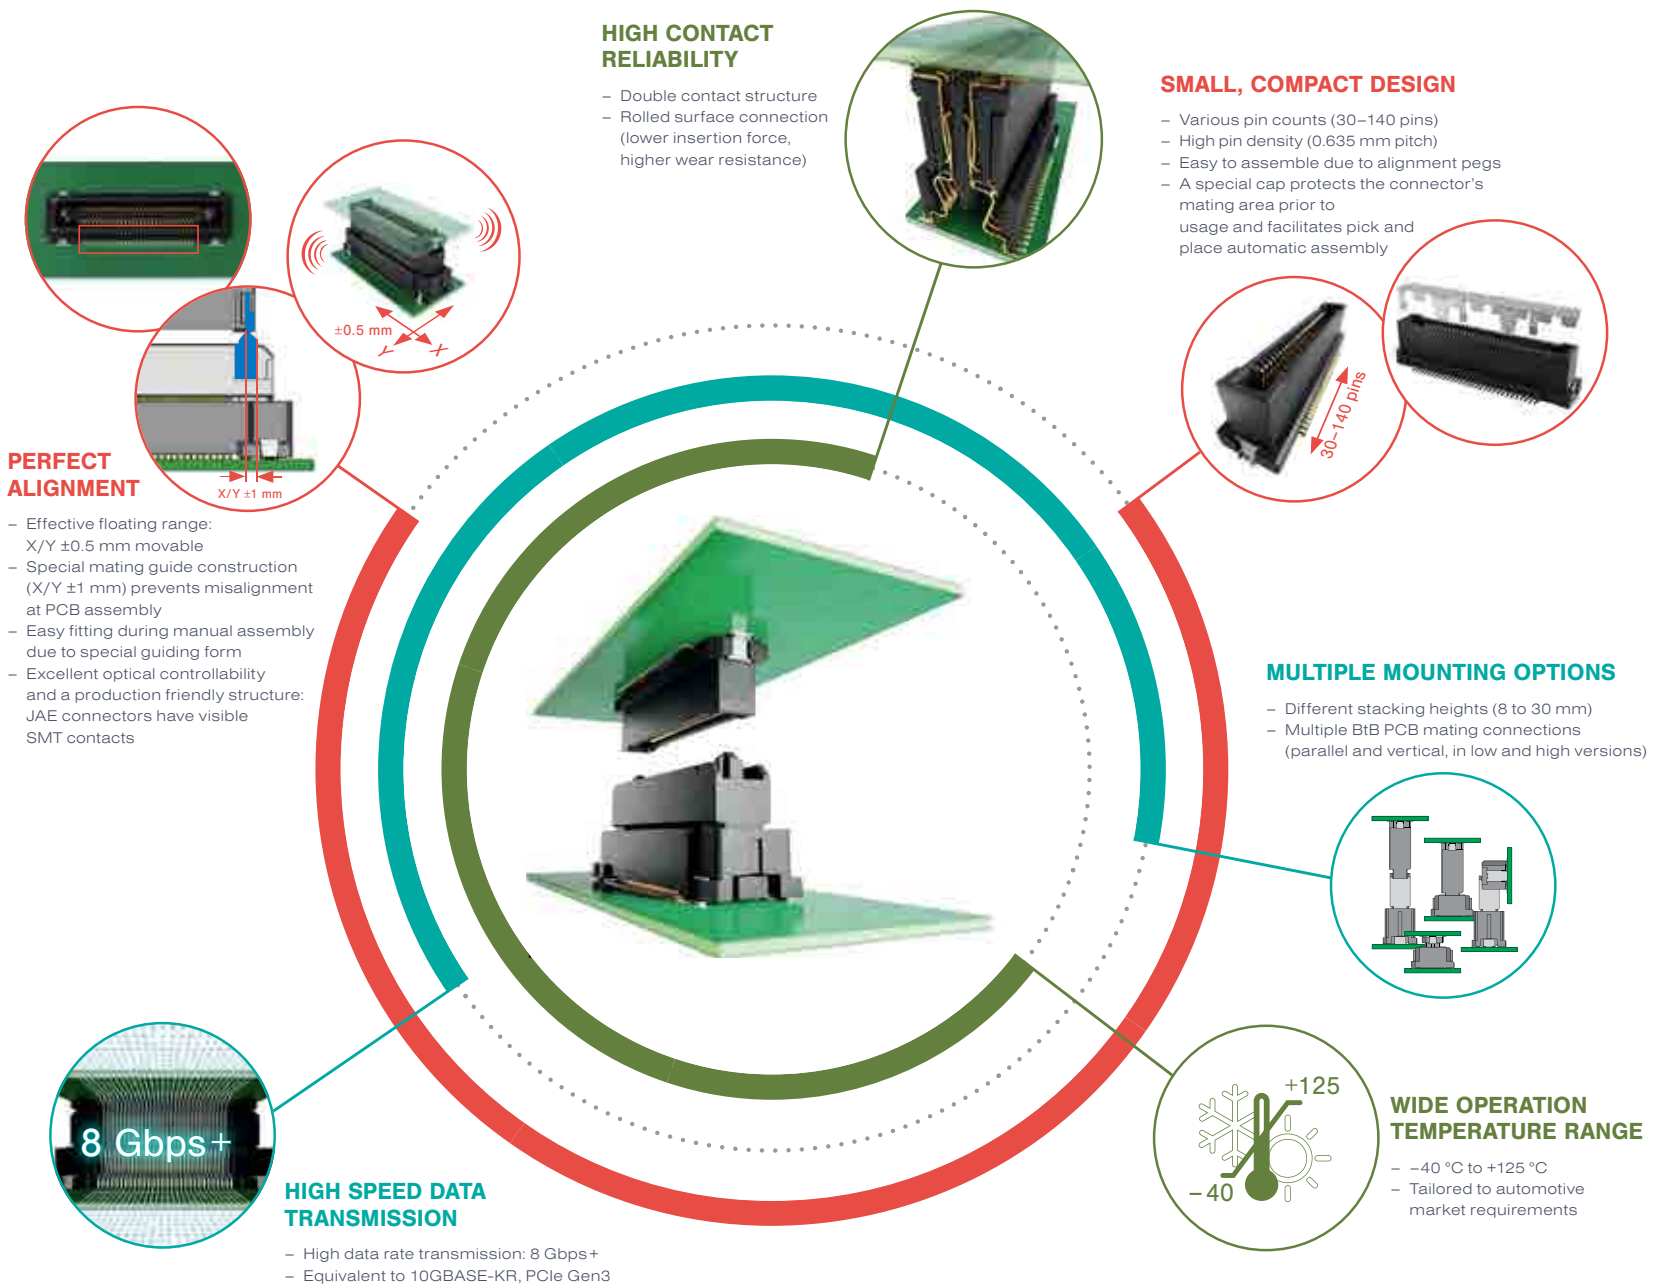 HIGH CONTACT
RELIABILITY
– Double contact structure
– Rolled surface connection
(lower insertion force,
higher wear resistance)
SMALL, COMPACT DESIGN
– Various pin counts (30–140 pins)
– High pin density (0.635 mm pitch)
– Easy to assemble due to alignment pegs
– A special cap protects the connector's
mating area prior to
usage and facilitates pick and
place automatic assembly
30–140 pins
±0.5 mm
Y
X
X/Y ±1 mm
PERFECT
ALIGNMENT
– Effective floating range:
X/Y ±0.5 mm movable
– Special mating guide construction
(X/Y ±1 mm) prevents misalignment
at PCB assembly
– Easy fitting during manual assembly
due to special guiding form
– Excellent optical controllability
and a production friendly structure:
JAE connectors have visible
SMT contacts
MULTIPLE MOUNTING OPTIONS
– Different stacking heights (8 to 30 mm)
– Multiple BtB PCB mating connections
(parallel and vertical, in low and high versions)
8 Gbps+
HIGH SPEED DATA
TRANSMISSION
– High data rate transmission: 8 Gbps+
– Equivalent to 10GBASE-KR, PCIe Gen3
+125
–40
WIDE OPERATION
TEMPERATURE RANGE
– –40 °C to +125 °C
– Tailored to automotive
market requirements